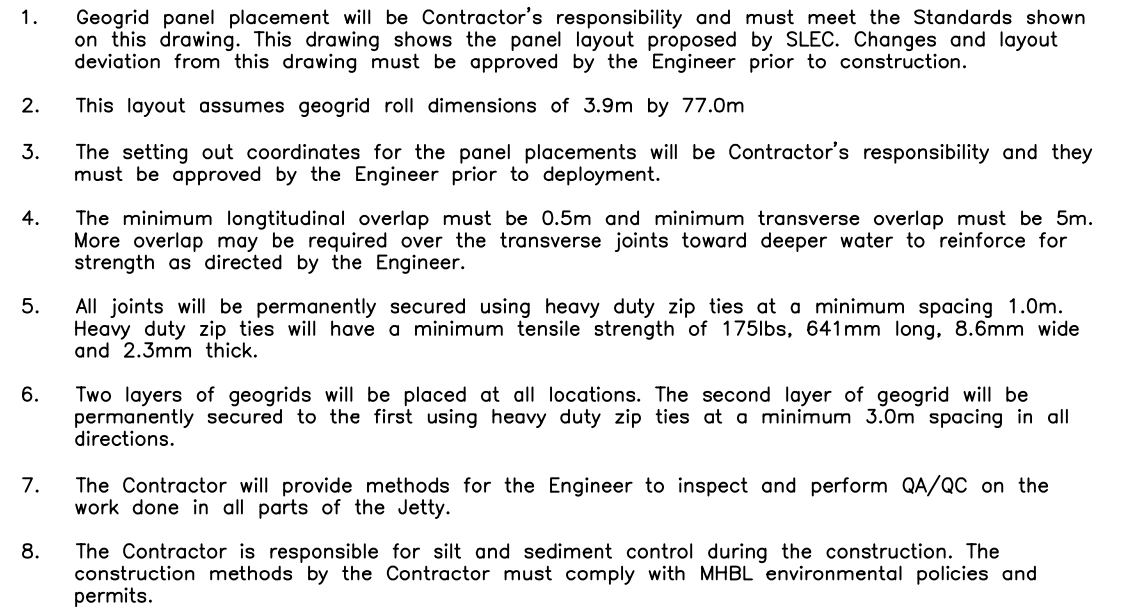 1. Geogrid panel placement will be Contractor's responsibility and must meet the Standards shown
on this drawing. This drawing shows the panel layout proposed by SLEC. Changes and layout
deviation from this drawing must be approved by the Engineer prior to construction.
2. This layout assumes geogrid roll dimensions of 3.9m by 77.0m
3. The setting out coordinates for the panel placements will be Contractor's responsibility and they
must be approved by the Engineer prior to deployment.
4. The minimum longtitudinal overlap must be 0.5m and minimum transverse overlap must be 5m.
More overlap may be required over the transverse joints toward deeper water to reinforce for
strength as directed by the Engineer.
5. All joints will be permanently secured using heavy duty zip ties at a minimum spacing 1.0m.
Heavy duty zip ties will have a minimum tensile strength of 175lbs, 641mm long, 8.6mm wide
and 2.3mm thick.
6. Two layers of geogrids will be placed at all locations. The second layer of geogrid will be
permanently secured to the first using heavy duty zip ties at a minimum 3.0m spacing in all
directions.
7. The Contractor will provide methods for the Engineer to inspect and perform QA/QC on the
work done in all parts of the Jetty.
8. The Contractor is responsible for silt and sediment control during the construction. The
construction methods by the Contractor must comply with MHBL environmental policies and
permits.